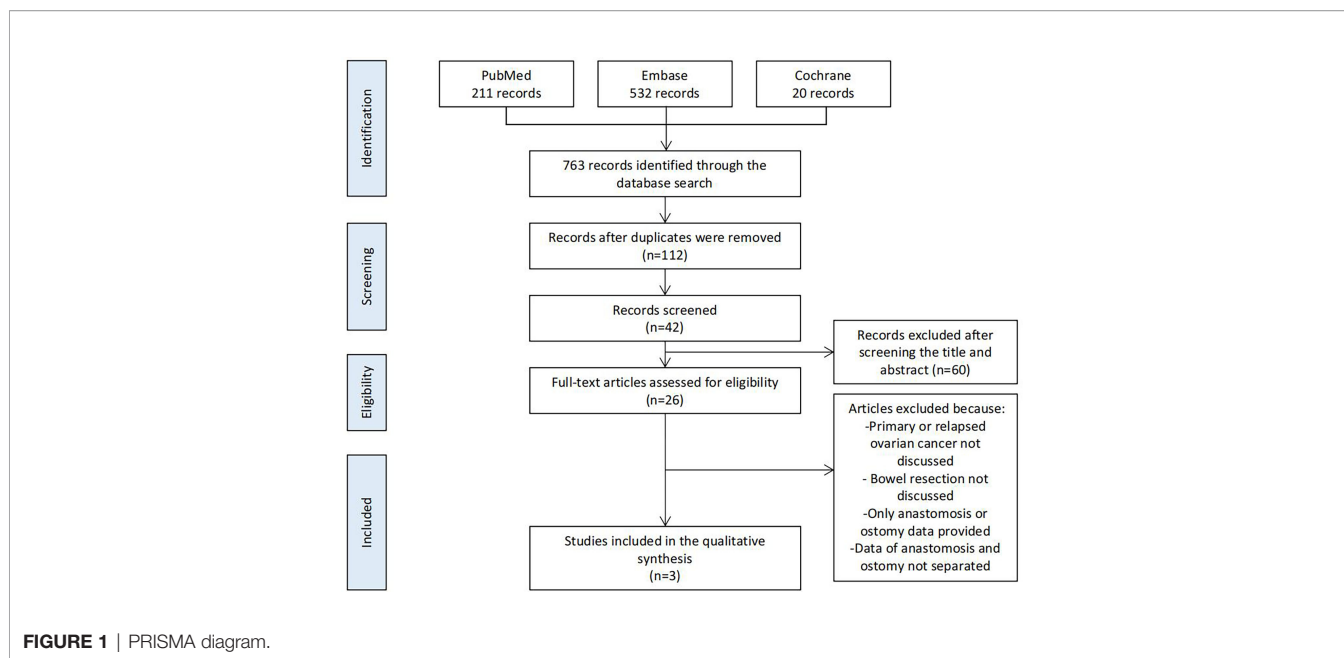 Identification
PubMed
211 records
Embase
532 records
Cochrane
20 records
763 records identified through the
database search
Screening
Records after duplicates were removed
(n=112)
Records screened
(n=42)
Records excluded after
screening the title and
abstract (n=60)
Eligibility
Full-text articles assessed for eligibility
(n=26)
Articles excluded because:
-Primary or relapsed
ovarian cancer not
discussed
- Bowel resection not
discussed
-Only anastomosis or
ostomy data provided
-Data of anastomosis and
ostomy not separated
Included
Studies included in the qualitative
synthesis
(n=3)
FIGURE 1 | PRISMA diagram.